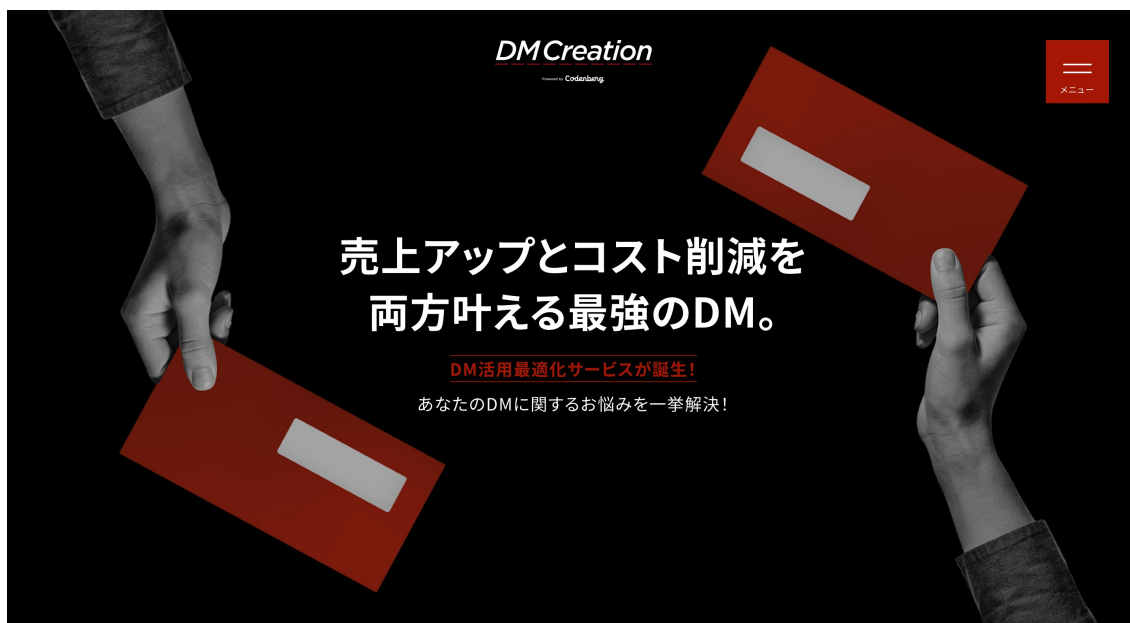 DM Creation
Powered by Codenberg.
メニュー
売上アップとコスト削減を
両方叶える最強のDM。
DM活用最適化サービスが誕生！
あなたのDMに関するお悩みを一挙解決！